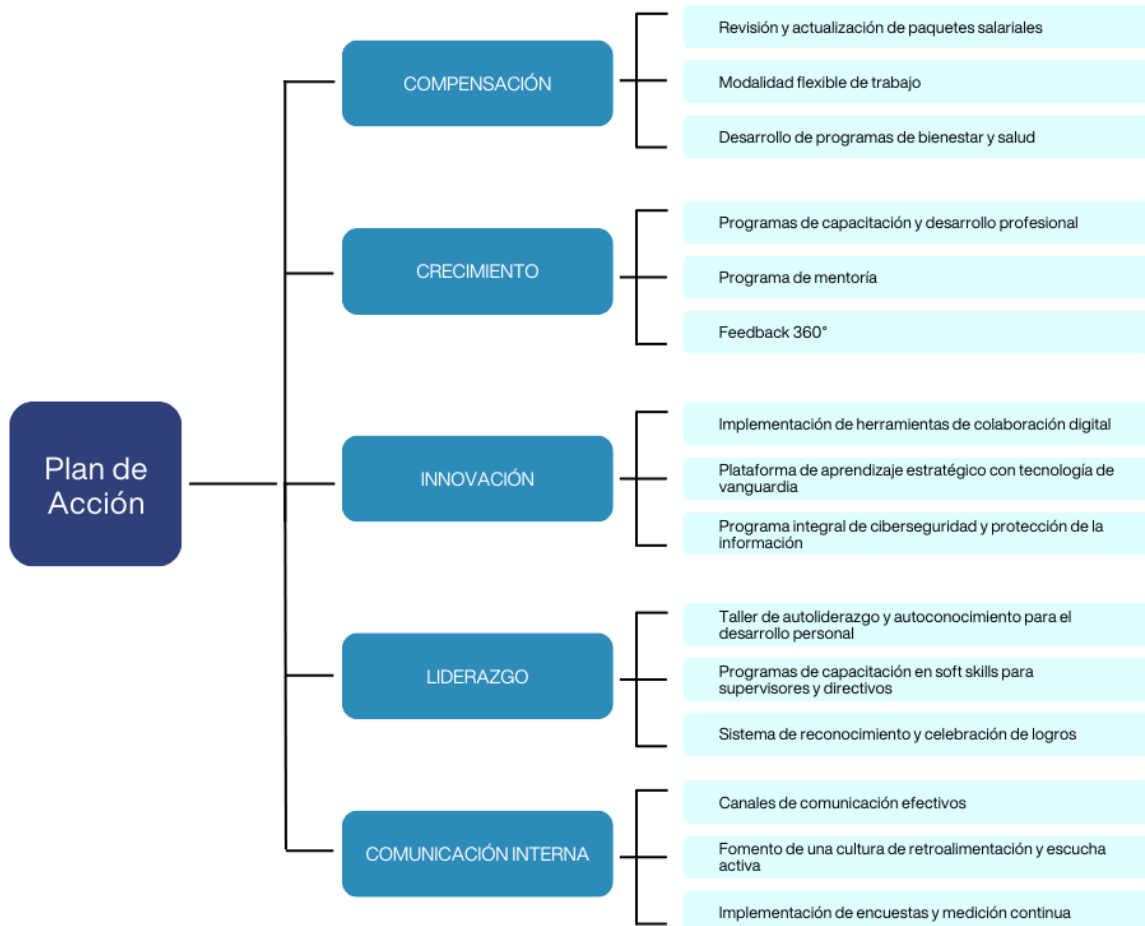 Plan de
Acción
COMPENSACIÓN
Revisión y actualización de paquetes salariales
Modalidad flexible de trabajo
Desarrollo de programas de bienestar y salud
CRECIMIENTO
Programas de capacitación y desarrollo profesional
Programa de mentoría
Feedback 360°
INNOVACIÓN
Implementación de herramientas de colaboración digital
Plataforma de aprendizaje estratégico con tecnología de
vanguardia
Programa integral de ciberseguridad y protección de la
información
LIDERAZGO
Taller de autoliderazgo y autoconocimiento para el
desarrollo personal
Programas de capacitación en soft skills para
supervisores y directivos
Sistema de reconocimiento y celebración de logros
COMUNICACIÓN INTERNA
Canales de comunicación efectivos
Fomento de una cultura de retroalimentación y escucha
activa
Implementación de encuestas y medición continua